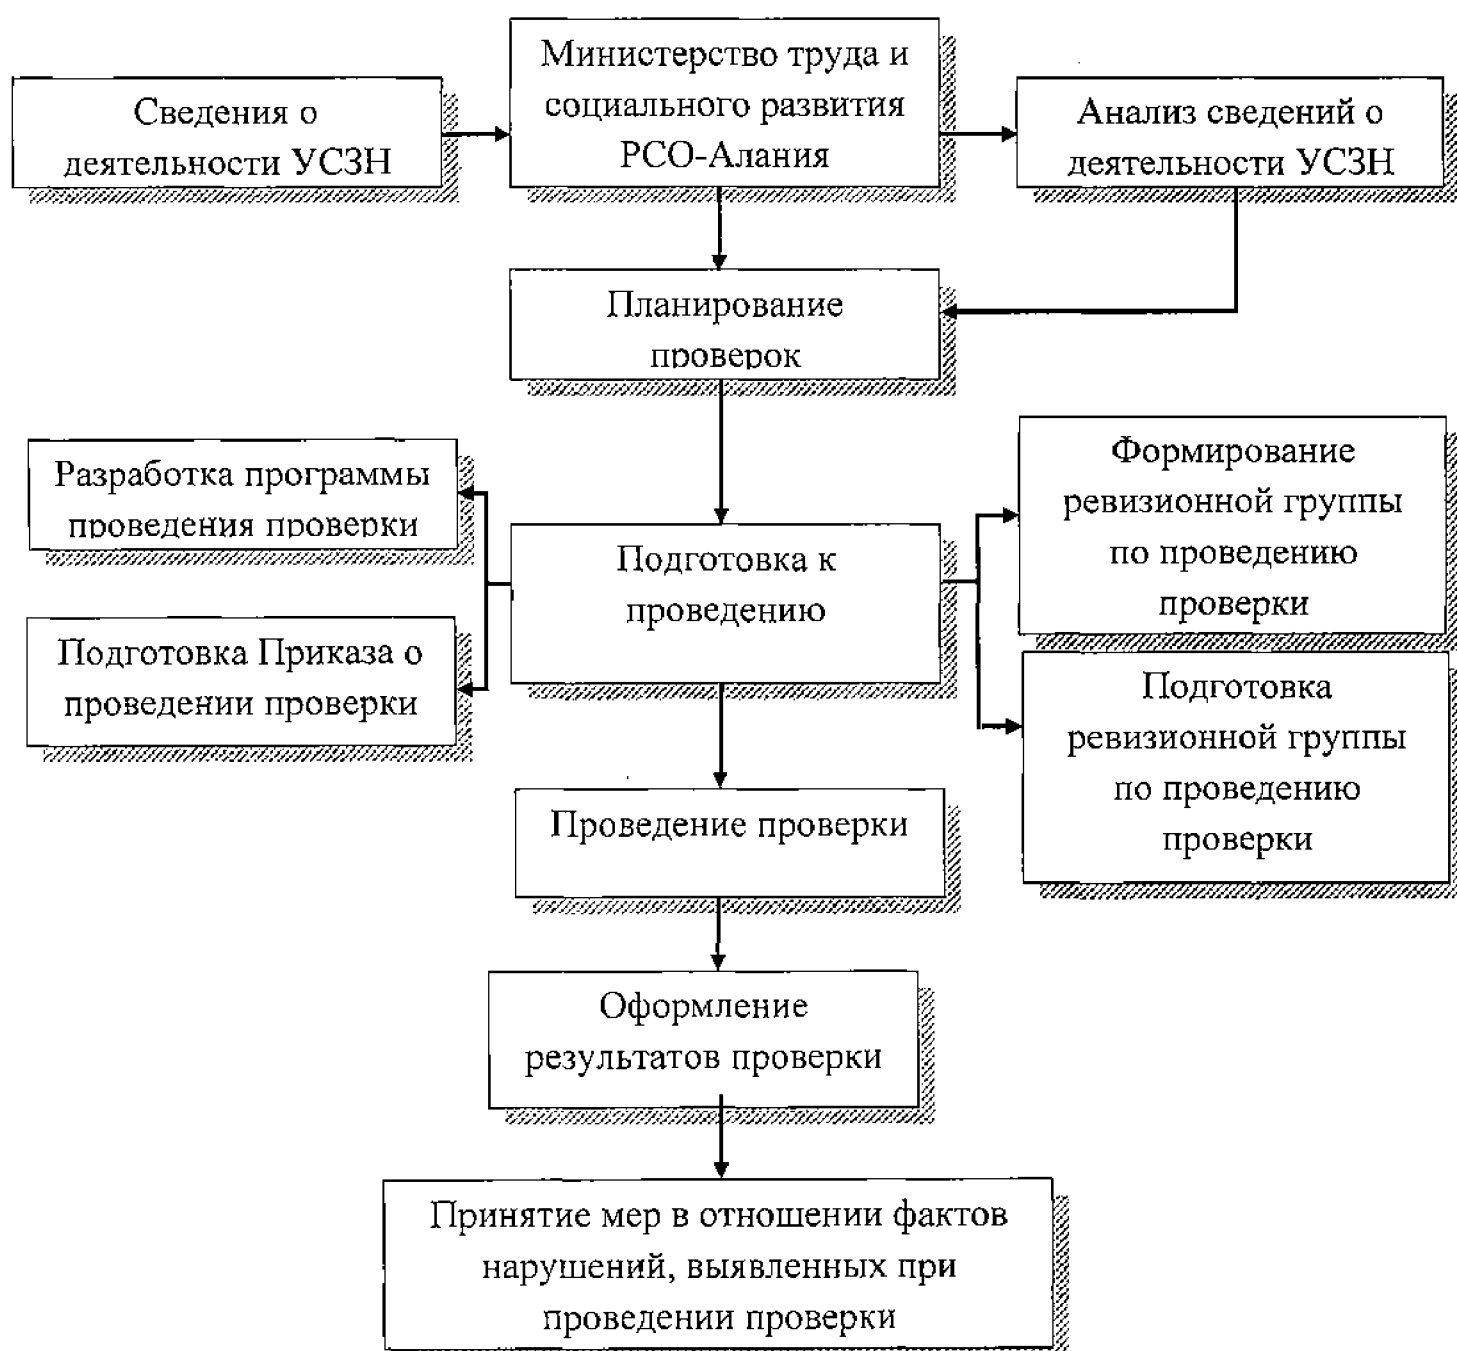 Сведения о
деятельности УСЗН
Министерство труда и
социального развития
РСО-Алания
Анализ сведений о
деятельности УСЗН
Планирование
проверок
Разработка программы
проведения проверки
Подготовка Приказа о
проведении проверки
Подготовка к
проведению
Формирование
ревизионной группы
по проведению
проверки
Подготовка
ревизионной группы
по проведению
проверки
Проведение проверки
Оформление
результатов проверки
Принятие мер в отношении фактов
нарушений, выявленных при
проведении проверки